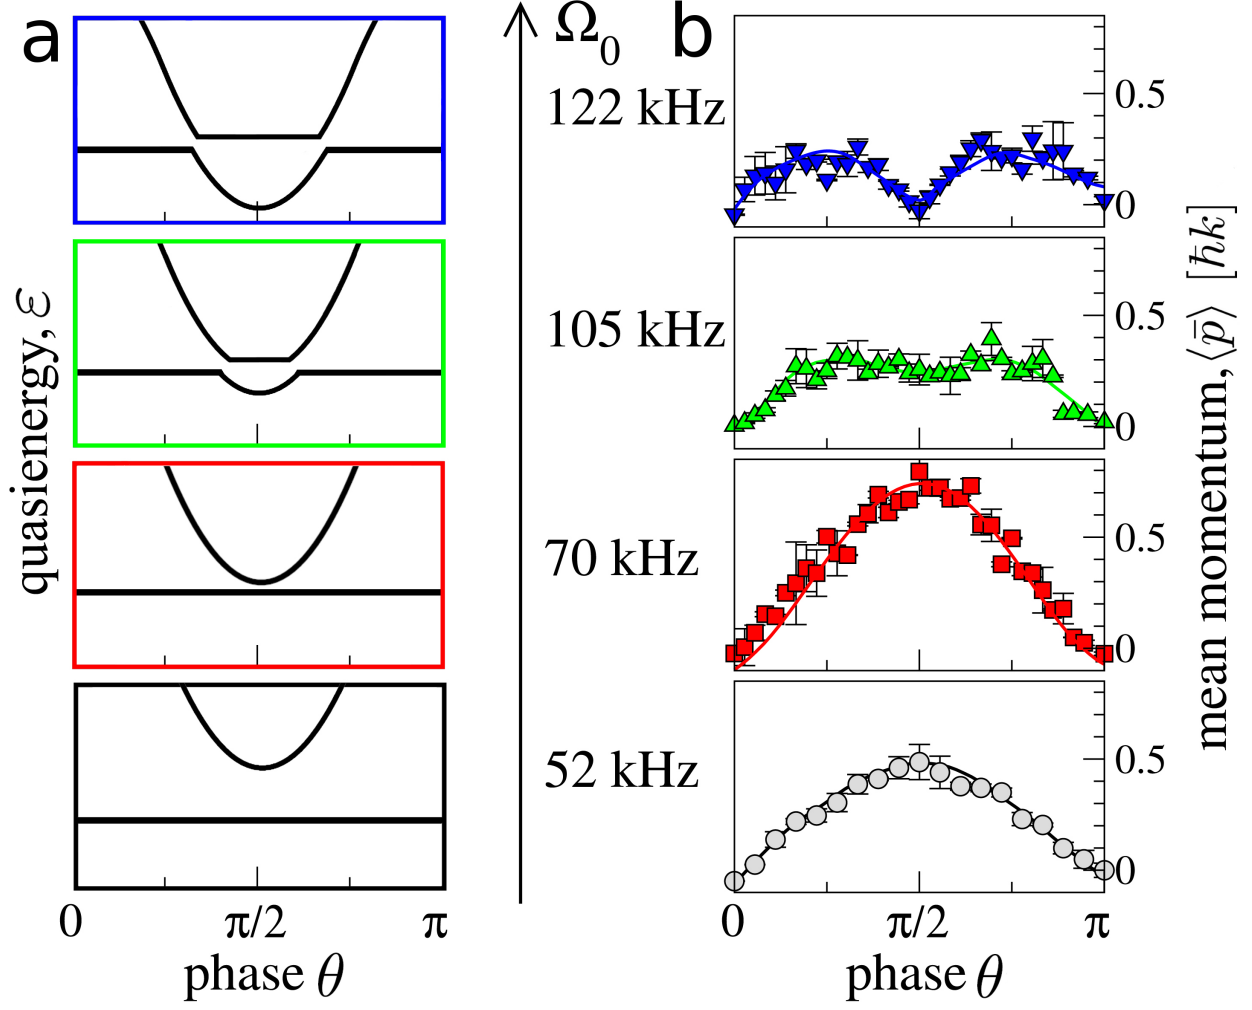 a
b
Ω0
122 kHz
105 kHz
70 kHz
52 kHz
quasienergy, ε
0
π/2
π
phase θ
0.5
0
0.5
0
0.5
0
0.5
0
mean momentum, ⟨p̄⟩ [ħk]
0
π/2
π
phase θ